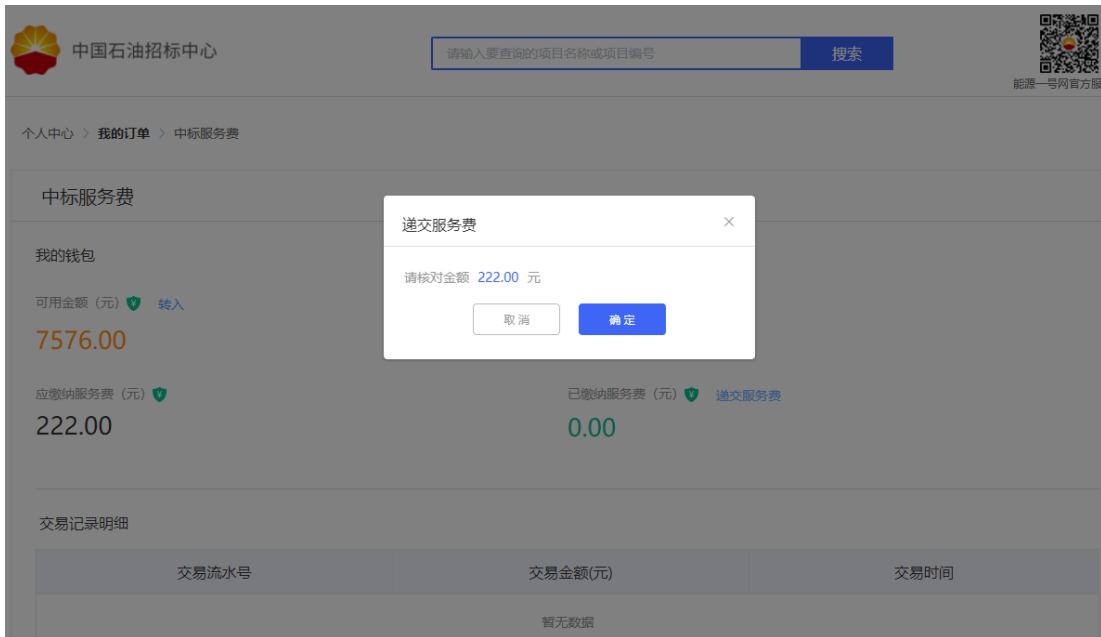 中国石油招标中心
请输入要查询的项目名称或项目编号
搜索
能源一号网官方服
个人中心 > 我的订单 > 中标服务费
中标服务费
递交服务费 ×
我的钱包
请核对金额 222.00 元
可用金额（元） 转入
取消 确定
7576.00
应缴纳服务费（元） 已缴纳服务费（元） 递交服务费
222.00 0.00
交易记录明细
交易流水号 交易金额(元) 交易时间
暂无数据